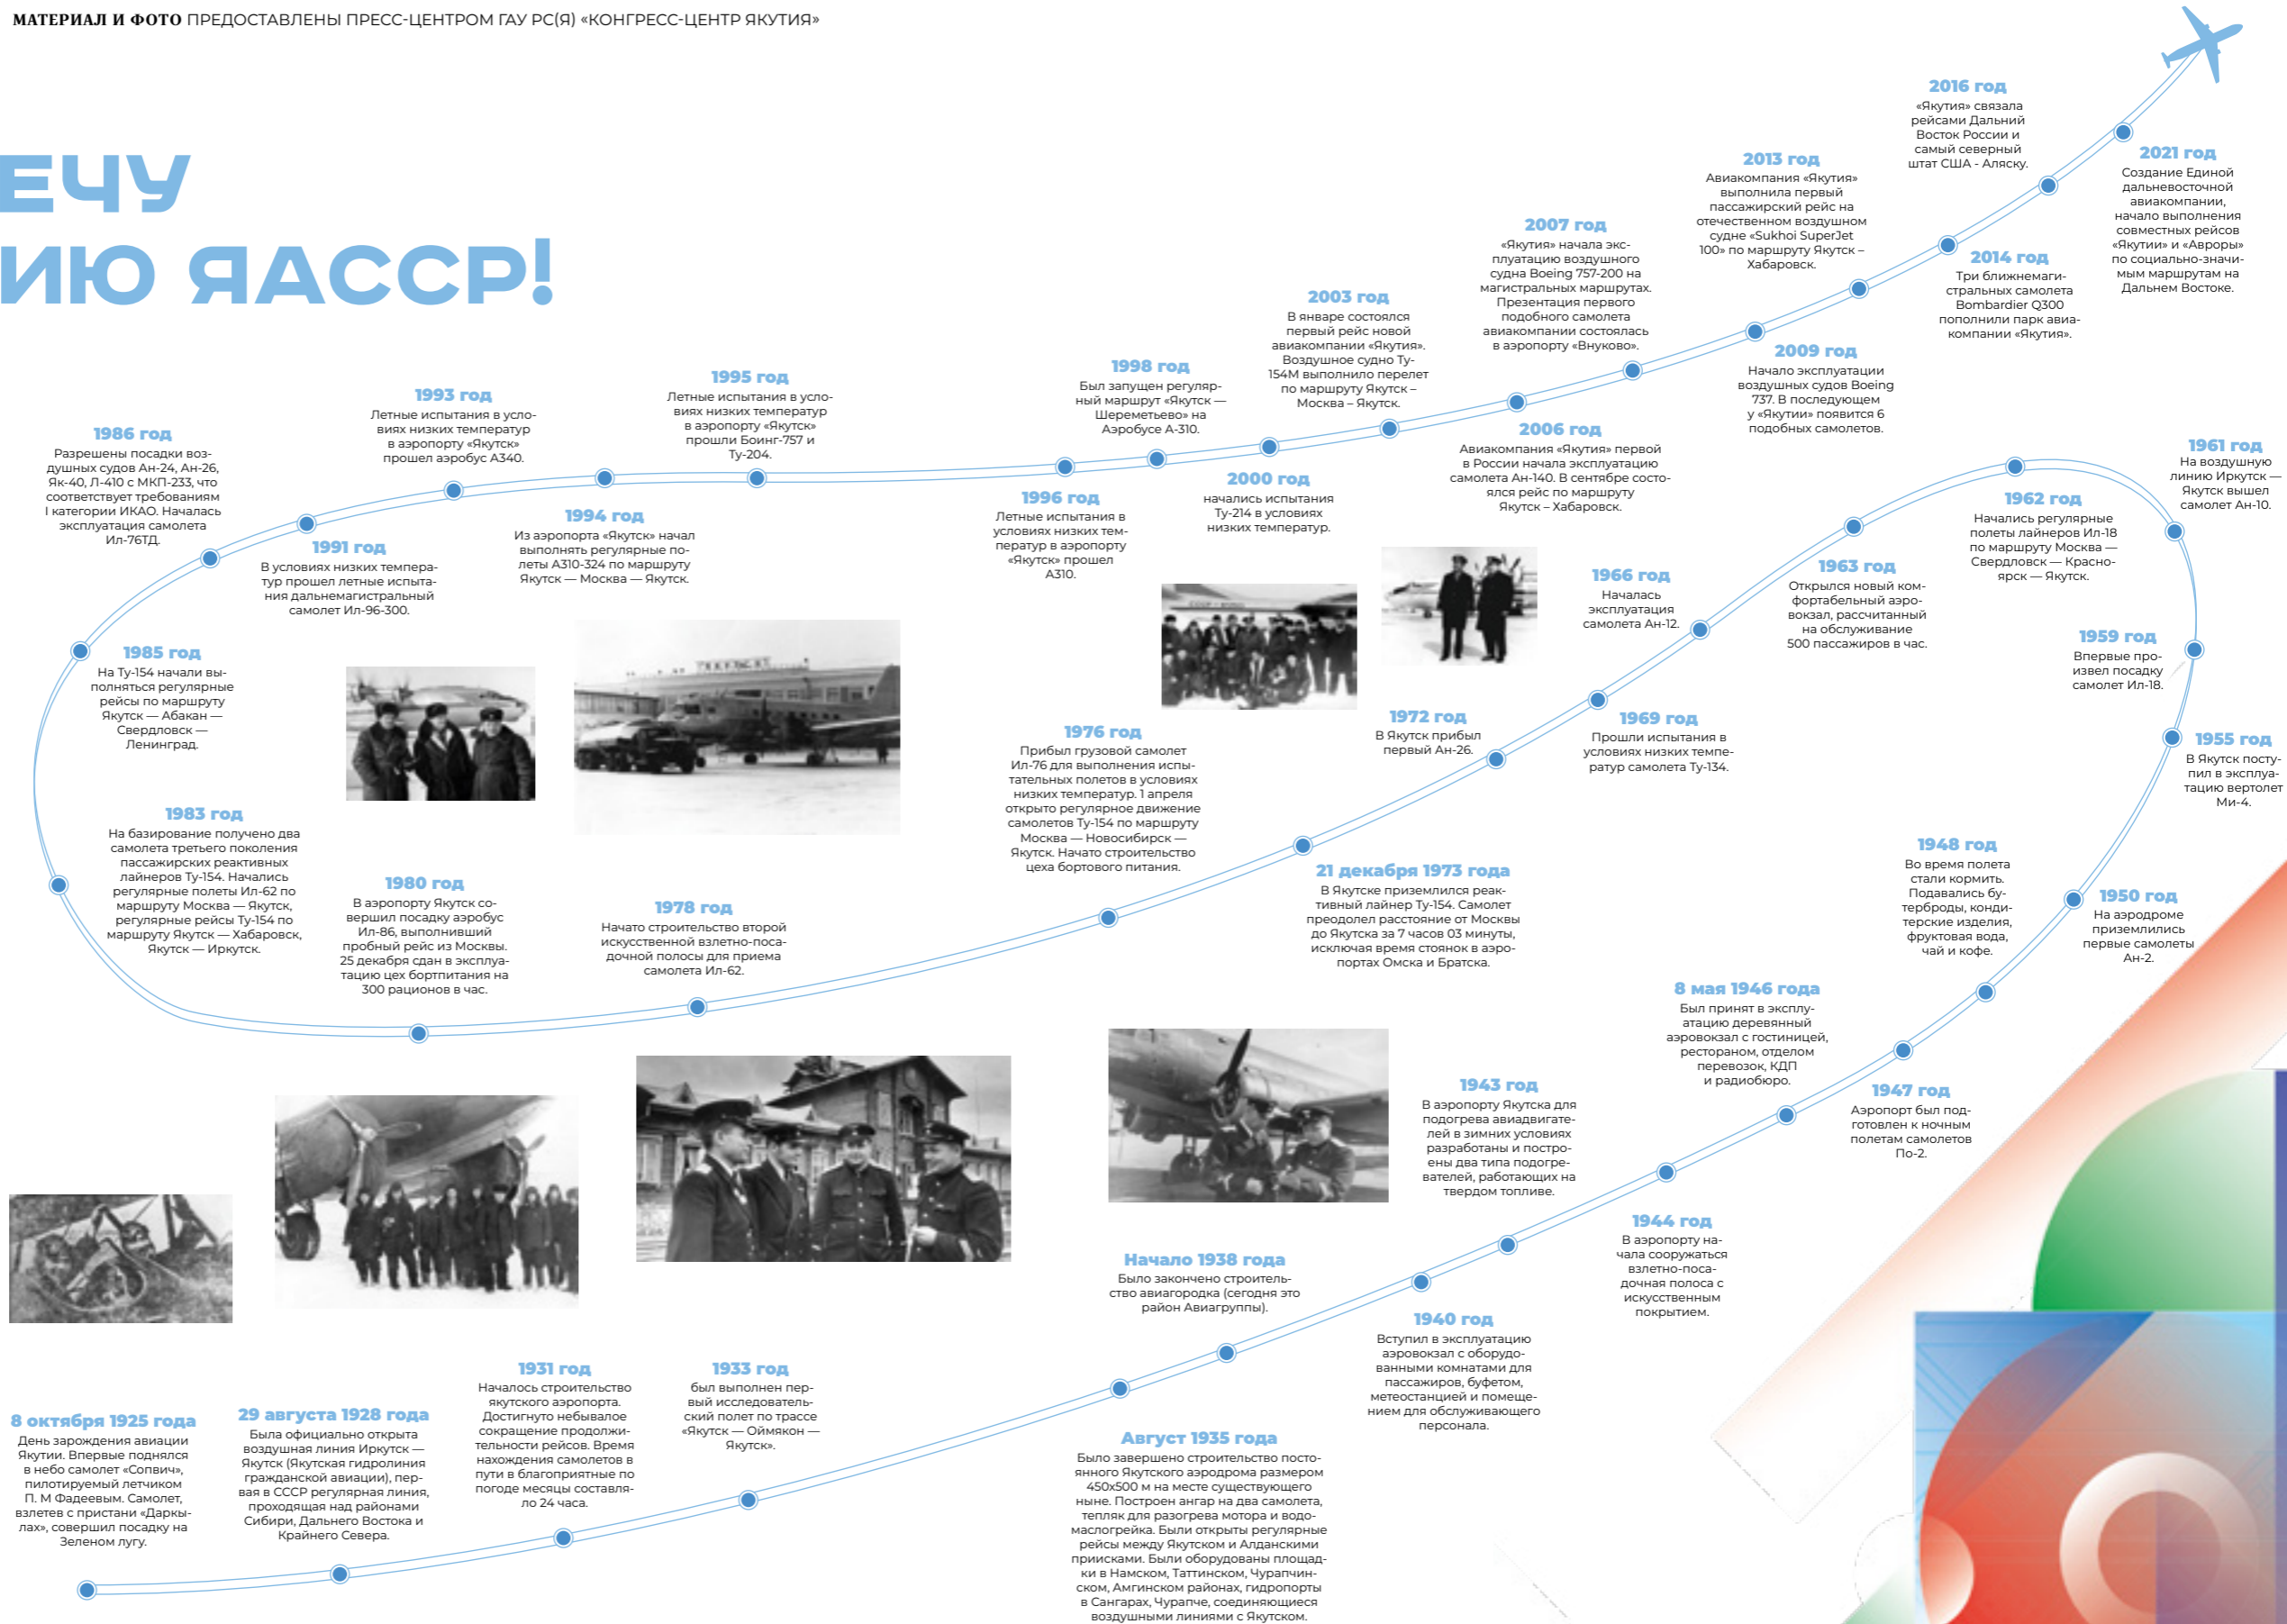 МАТЕРИАЛ И ФОТО ПРЕДОСТАВЛЕНЫ ПРЕСС-ЦЕНТРОМ ГАУ РС(Я) «КОНГРЕСС-ЦЕНТР ЯКУТИЯ»
ЕЧУ
ИЮ ЯАССР!
8 октября 1925 года
День зарождения авиации
Якутии. Впервые поднялся
в небо самолет «Сопвич»,
пилотируемый летчиком
П. М Фадеевым. Самолет,
взлетев с пристани «Даркы-
лах», совершил посадку на
Зеленом лугу.
29 августа 1928 года
Была официально открыта
воздушная линия Иркутск —
Якутск (Якутская гидролиния
гражданской авиации), пер-
вая в СССР регулярная линия,
проходящая над районами
Сибири, Дальнего Востока и
Крайнего Севера.
1931 год
Началось строительство
якутского аэропорта.
Достигнуто небывалое
сокращение продолжи-
тельности рейсов. Время
нахождения самолетов в
пути в благоприятные по
погоде месяцы составля-
ло 24 часа.
1933 год
был выполнен пер-
вый исследователь-
ский полет по трассе
«Якутск — Оймякон —
Якутск».
Август 1935 года
Было завершено строительство посто-
янного Якутского аэродрома размером
450х500 м на месте существующего
ныне. Построен ангар на два самолета,
тепляк для разогрева мотора и водо-
маслогрейка. Были открыты регулярные
рейсы между Якутском и Алданскими
приисками. Были оборудованы площад-
ки в Намском, Таттинском, Чурапчин-
ском, Амгинском районах, гидропорты
в Сангарах, Чурапче, соединяющиеся
воздушными линиями с Якутском.
Начало 1938 года
Было закончено строитель-
ство авиагородка (сегодня это
район Авиагруппы).
1940 год
Вступил в эксплуатацию
аэровокзал с оборудо-
ванными комнатами для
пассажиров, буфетом,
метеостанцией и помеще-
нием для обслуживающего
персонала.
1943 год
В аэропорту Якутска для
подогрева авиадвигате-
лей в зимних условиях
разработаны и постро-
ены два типа подогре-
вателей, работающих на
твердом топливе.
1944 год
В аэропорту на-
чала сооружаться
взлетно-поса-
дочная полоса с
искусственным
покрытием.
8 мая 1946 года
Был принят в эксплу-
атацию деревянный
аэровокзал с гостиницей,
рестораном, отделом
перевозок, КДП
и радиобюро.
1947 год
Аэропорт был под-
готовлен к ночным
полетам самолетов
По-2.
1948 год
Во время полета
стали кормить.
Подавались бу-
терброды, конди-
терские изделия,
фруктовая вода,
чай и кофе.
1950 год
На аэродроме
приземлились
первые самолеты
Ан-2.
1955 год
В Якутск посту-
пил в эксплуа-
тацию вертолет
Ми-4.
1959 год
Впервые про-
извел посадку
самолет Ил-18.
1961 год
На воздушную
линию Иркутск —
Якутск вышел
самолет Ан-10.
1962 год
Начались регулярные
полеты лайнеров Ил-18
по маршруту Москва —
Свердловск — Красно-
ярск — Якутск.
1963 год
Открылся новый ком-
фортабельный аэро-
вокзал, рассчитанный
на обслуживание
500 пассажиров в час.
1966 год
Началась
эксплуатация
самолета Ан-12.
1969 год
Прошли испытания в
условиях низких темпе-
ратур самолета Ту-134.
1972 год
В Якутск прибыл
первый Ан-26.
21 декабря 1973 года
В Якутске приземлился реак-
тивный лайнер Ту-154. Самолет
преодолел расстояние от Москвы
до Якутска за 7 часов 03 минуты,
исключая время стоянок в аэро-
портах Омска и Братска.
1976 год
Прибыл грузовой самолет
Ил-76 для выполнения испы-
тательных полетов в условиях
низких температур. 1 апреля
открыто регулярное движение
самолетов Ту-154 по маршруту
Москва — Новосибирск —
Якутск. Начато строительство
цеха бортового питания.
1978 год
Начато строительство второй
искусственной взлетно-поса-
дочной полосы для приема
самолета Ил-62.
1980 год
В аэропорту Якутск со-
вершил посадку аэробус
Ил-86, выполнивший
пробный рейс из Москвы.
25 декабря сдан в эксплуа-
тацию цех бортпитания на
300 рационов в час.
1983 год
На базирование получено два
самолета третьего поколения
пассажирских реактивных
лайнеров Ту-154. Начались
регулярные полеты Ил-62 по
маршруту Москва — Якутск,
регулярные рейсы Ту-154 по
маршруту Якутск — Хабаровск,
Якутск — Иркутск.
1985 год
На Ту-154 начали вы-
полняться регулярные
рейсы по маршруту
Якутск — Абакан —
Свердловск —
Ленинград.
1986 год
Разрешены посадки воз-
душных судов Ан-24, Ан-26,
Як-40, Л-410 с МКП-233, что
соответствует требованиям
I категории ИКАО. Началась
эксплуатация самолета
Ил-76ТД.
1991 год
В условиях низких темпера-
тур прошел летные испыта-
ния дальнемагистральный
самолет Ил-96-300.
1993 год
Летные испытания в усло-
виях низких температур
в аэропорту «Якутск»
прошел аэробус А340.
1994 год
Из аэропорта «Якутск» начал
выполнять регулярные по-
леты А310-324 по маршруту
Якутск — Москва — Якутск.
1995 год
Летные испытания в усло-
виях низких температур
в аэропорту «Якутск»
прошли Боинг-757 и
Ту-204.
1996 год
Летные испытания в
условиях низких тем-
ператур в аэропорту
«Якутск» прошел
А310.
1998 год
Был запущен регуляр-
ный маршрут «Якутск —
Шереметьево» на
Аэробусе А-310.
2000 год
начались испытания
Ту-214 в условиях
низких температур.
2003 год
В январе состоялся
первый рейс новой
авиакомпании «Якутия».
Воздушное судно Ту-
154М выполнило перелет
по маршруту Якутск –
Москва – Якутск.
2006 год
Авиакомпания «Якутия» первой
в России начала эксплуатацию
самолета Ан-140. В сентябре состо-
ялся рейс по маршруту
Якутск – Хабаровск.
2007 год
«Якутия» начала экс-
плуатацию воздушного
судна Boeing 757-200 на
магистральных маршрутах.
Презентация первого
подобного самолета
авиакомпании состоялась
в аэропорту «Внуково».
2009 год
Начало эксплуатации
воздушных судов Boeing
737. В последующем
у «Якутии» появится 6
подобных самолетов.
2013 год
Авиакомпания «Якутия»
выполнила первый
пассажирский рейс на
отечественном воздушном
судне «Sukhoi SuperJet
100» по маршруту Якутск –
Хабаровск.
2014 год
Три ближнемаги-
стральных самолета
Bombardier Q300
пополнили парк авиа-
компании «Якутия».
2016 год
«Якутия» связала
рейсами Дальний
Восток России и
самый северный
штат США - Аляску.
2021 год
Создание Единой
дальневосточной
авиакомпании,
начало выполнения
совместных рейсов
«Якутии» и «Авроры»
по социально-значи-
мым маршрутам на
Дальнем Востоке.